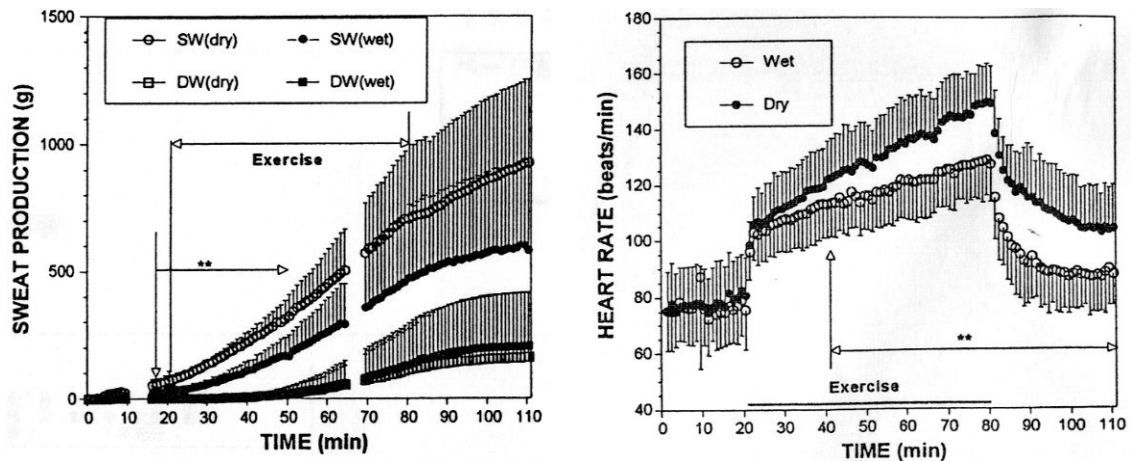 SW(dry) SW(wet)
DW(dry) DW(wet)
Exercise
**
SWEAT PRODUCTION (g)
1500
1000
500
0
0 10 20 30 40 50 60 70 80 90 100 110
TIME (min)
Wet
Dry
**
Exercise
HEART RATE (beats/min)
180
160
140
120
100
80
60
40
0 10 20 30 40 50 60 70 80 90 100 110
TIME (min)